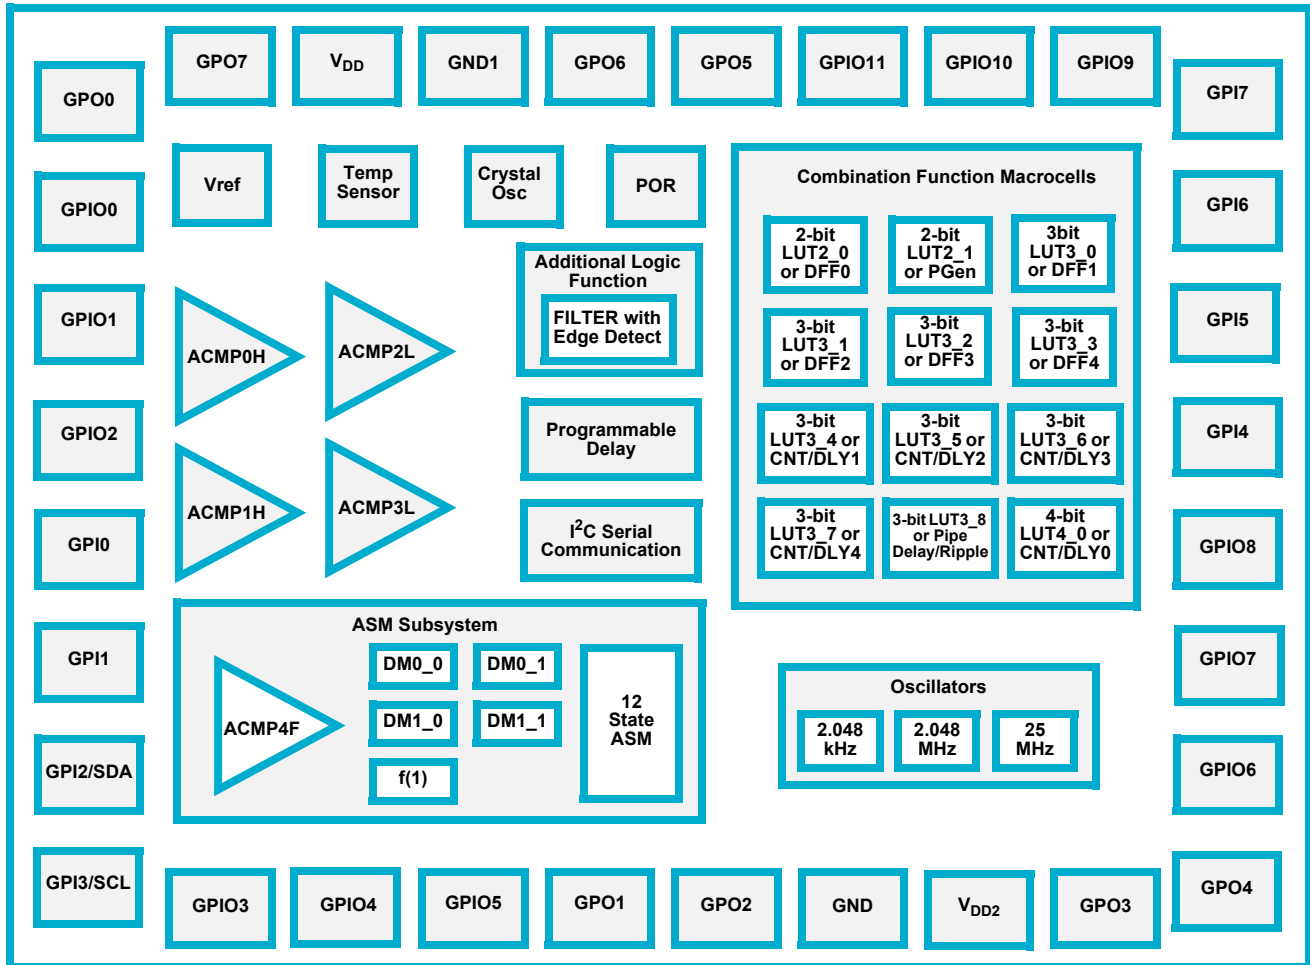 GPO7
VDD
GND1
GPO6
GPO5
GPIO11
GPIO10
GPIO9
GPO0
GPIO0
GPIO1
GPIO2
GPI0
GPI1
GPI2/SDA
GPI3/SCL
Vref
Temp
Sensor
Crystal
Osc
POR
ACMP0H
ACMP2L
ACMP1H
ACMP3L
Additional Logic
Function
FILTER with
Edge Detect
Programmable
Delay
I2C Serial
Communication
Combination Function Macrocells
2-bit
LUT2_0
or DFF0
2-bit
LUT2_1
or PGen
3bit
LUT3_0
or DFF1
3-bit
LUT3_1
or DFF2
3-bit
LUT3_2
or DFF3
3-bit
LUT3_3
or DFF4
3-bit
LUT3_4 or
CNT/DLY1
3-bit
LUT3_5 or
CNT/DLY2
3-bit
LUT3_6 or
CNT/DLY3
3-bit
LUT3_7 or
CNT/DLY4
3-bit LUT3_8
or Pipe
Delay/Ripple
4-bit
LUT4_0 or
CNT/DLY0
ASM Subsystem
ACMP4F
DM0_0
DM0_1
DM1_0
DM1_1
f(1)
12
State
ASM
Oscillators
2.048
kHz
2.048
MHz
25
MHz
GPI7
GPI6
GPI5
GPI4
GPIO8
GPIO7
GPIO6
GPO4
GPIO3
GPIO4
GPIO5
GPO1
GPO2
GND
VDD2
GPO3